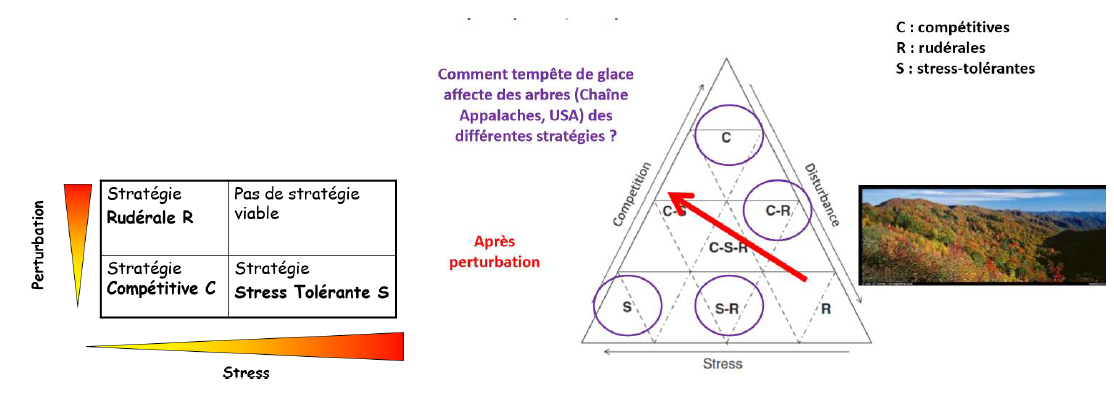 C : compétitives
R : rudérales
S : stress-tolérantes
Comment tempête de glace
affecte des arbres (Chaîne
Appalaches, USA) des
différentes stratégies ?
Après
perturbation
Competition
Disturbance
C
C-S
C-R
C-S-R
S
S-R
R
Stress
Perturbation
Stratégie
Rudérale R
Pas de stratégie
viable
Stratégie
Compétitive C
Stratégie
Stress Tolérante S
Stress